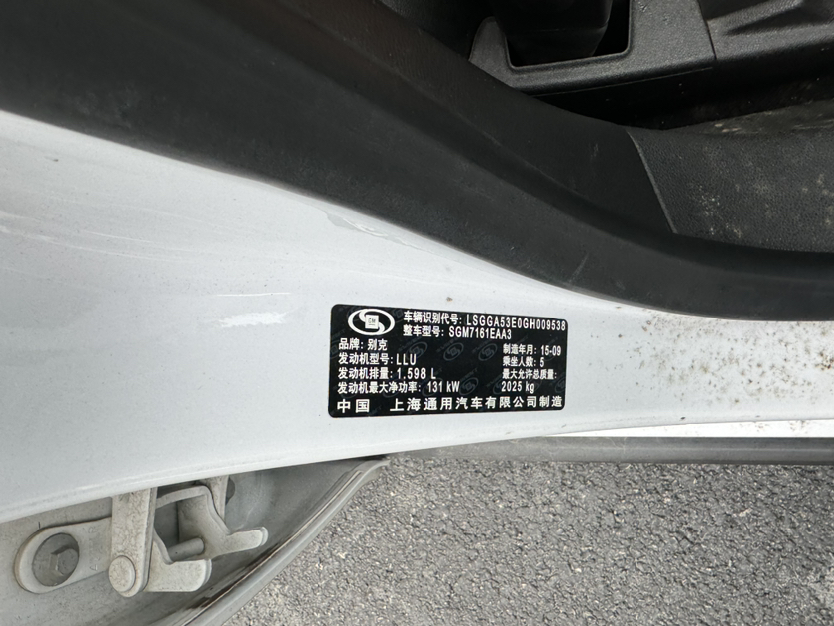 GM
车辆识别代号: LSGGA53E0GH009538
整车型号: SGM7161EAA3
品牌: 别克 制造年月: 15-09
发动机型号: LLU 乘坐人数: 5
发动机排量: 1.598 L 最大允许总质量:
发动机最大净功率: 131 kW 2025 kg
中国 上海通用汽车有限公司制造